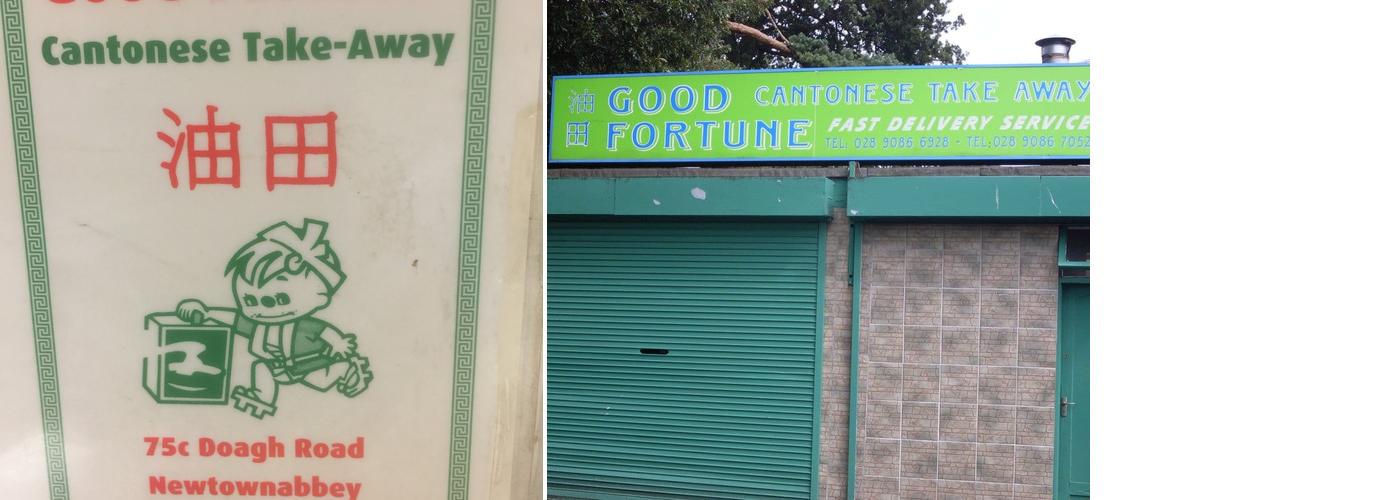 Cantonese Take-Away
油田
75c Doagh Road
Newtownabbey
油田
GOOD FORTUNE
CANTONESE TAKE AWAY
FAST DELIVERY SERVICE
TEL: 028 9086 6928 - TEL: 028 9086 7052